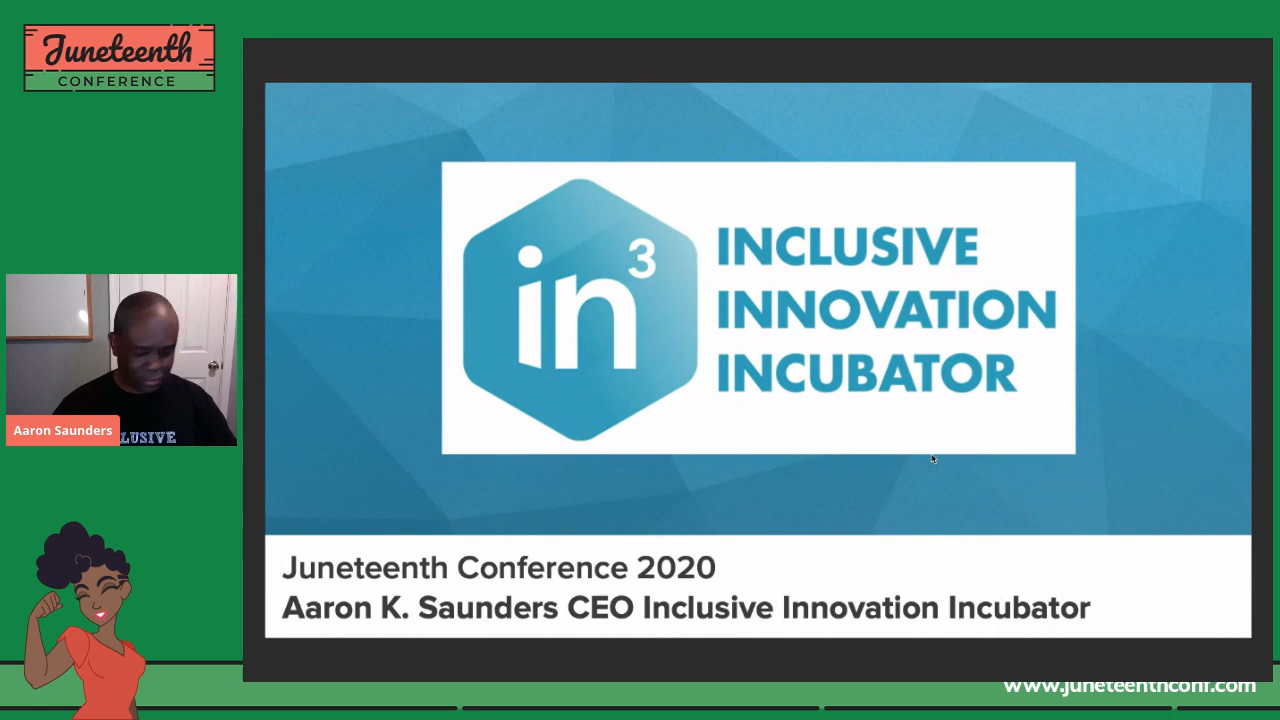 Juneteenth
CONFERENCE
in3
INCLUSIVE
INNOVATION
INCUBATOR
Aaron Saunders
LUSIVE
Juneteenth Conference 2020
Aaron K. Saunders CEO Inclusive Innovation Incubator
www.juneteenthconf.com